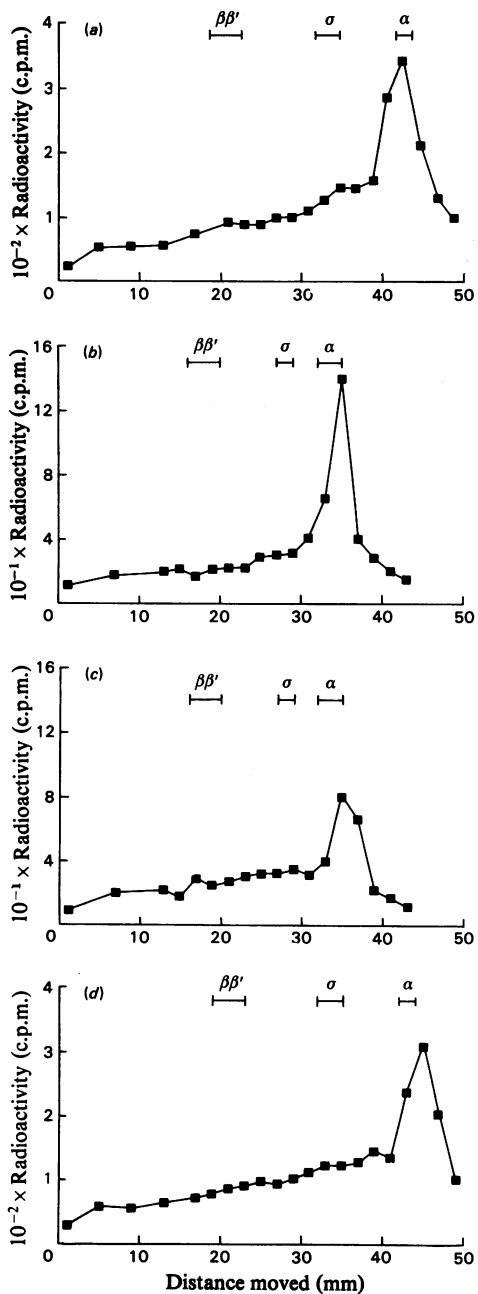 (a)
ββ' σ α
10⁻² × Radioactivity (c.p.m.)
4
3
2
1
0 10 20 30 40 50
(b)
ββ' σ α
10⁻¹ × Radioactivity (c.p.m.)
16
12
8
4
0 10 20 30 40 50
(c)
ββ' σ α
10⁻¹ × Radioactivity (c.p.m.)
16
12
8
4
0 10 20 30 40 50
(d)
ββ' σ α
10⁻² × Radioactivity (c.p.m.)
4
3
2
1
0 10 20 30 40 50
Distance moved (mm)